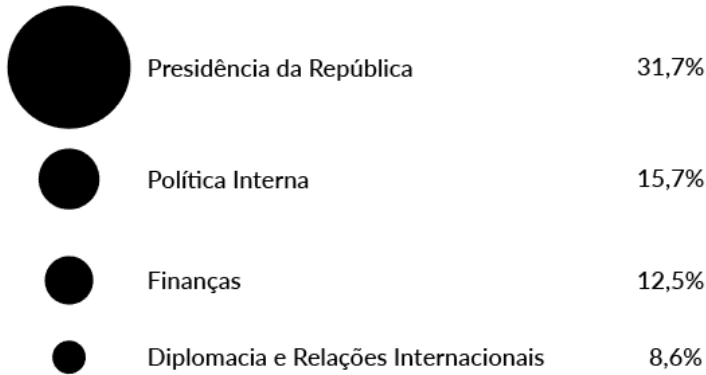 Presidência da República 31,7%
Política Interna 15,7%
Finanças 12,5%
Diplomacia e Relações Internacionais 8,6%